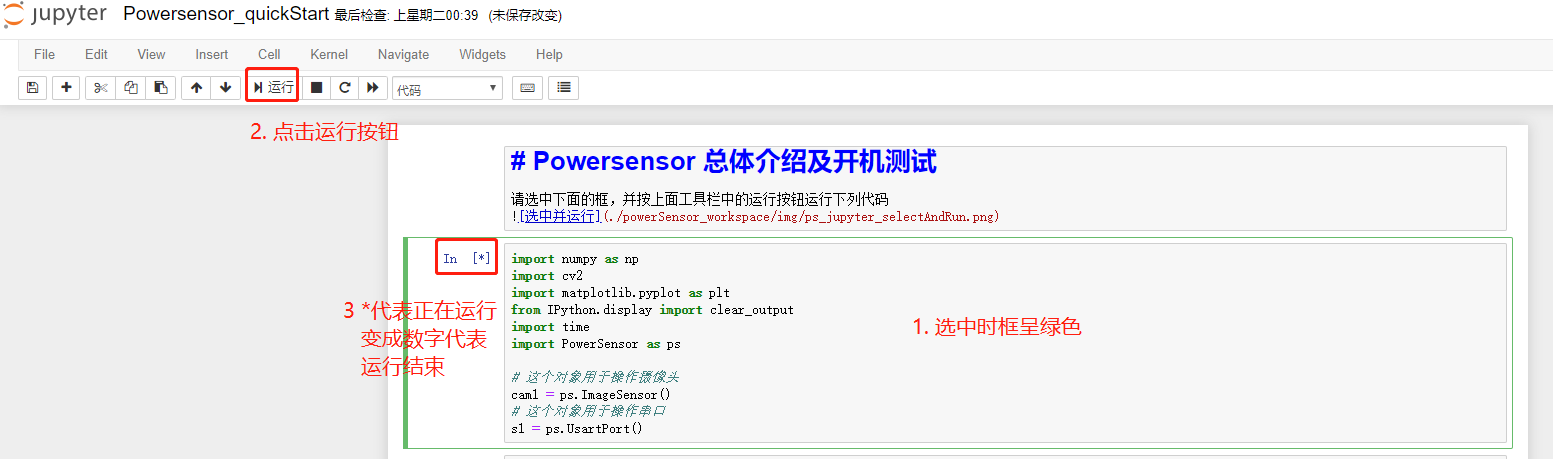 jupyter Powersensor_quickStart 最后检查: 上星期二00:39 (未保存改变)
File Edit View Insert Cell Kernel Navigate Widgets Help
运行 代码
2. 点击运行按钮
# Powersensor 总体介绍及开机测试
请选中下面的框，并按上面工具栏中的运行按钮运行下列代码
![选中并运行](./powerSensor_workspace/img/ps_jupyter_selectAndRun.png)
In [*]
import numpy as np
import cv2
import matplotlib.pyplot as plt
from IPython.display import clear_output
import time
import PowerSensor as ps
# 这个对象用于操作摄像头
cam1 = ps.ImageSensor()
# 这个对象用于操作串口
s1 = ps.UsartPort()
3 *代表正在运行
变成数字代表
运行结束
1. 选中时框呈绿色